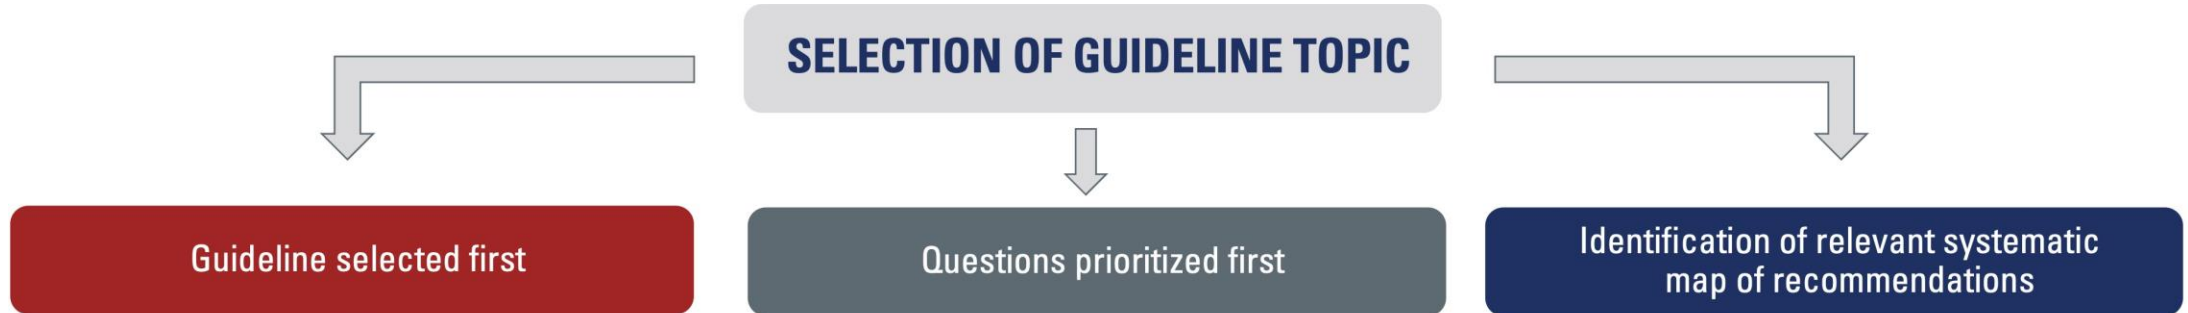 SELECTION OF GUIDELINE TOPIC
Guideline selected first
Questions prioritized first
Identification of relevant systematic
map of recommendations